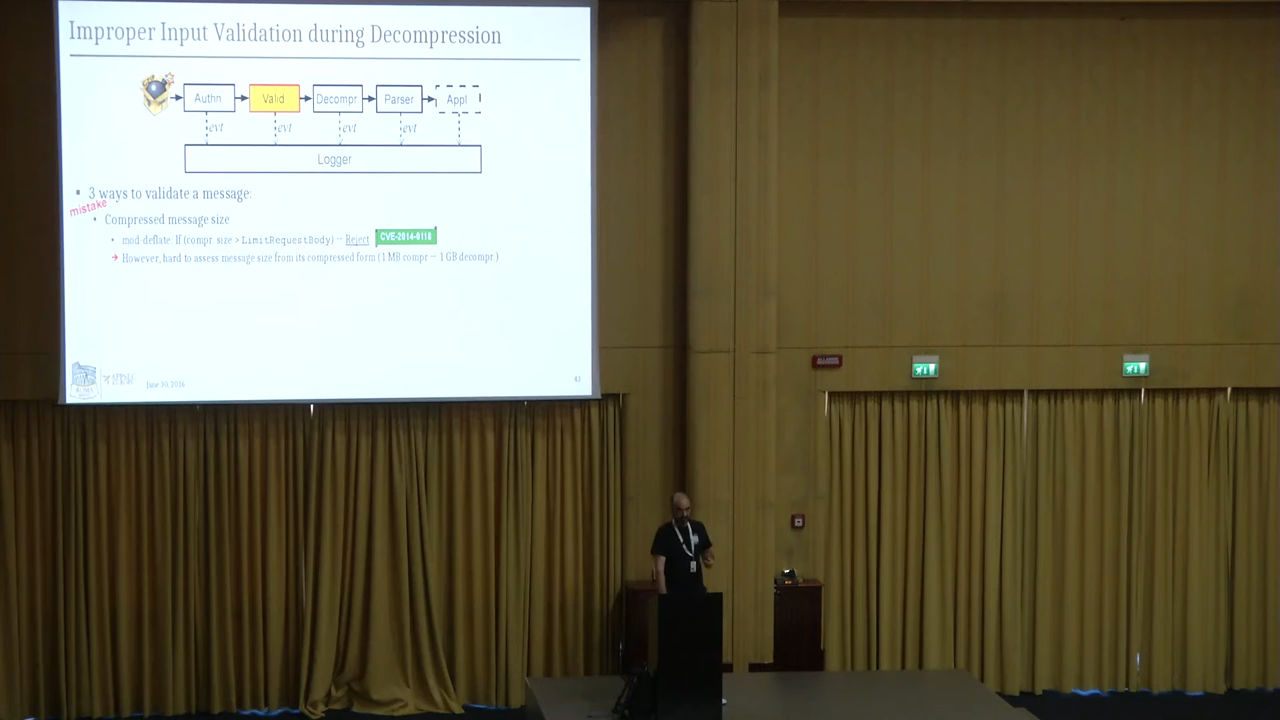 Improper Input Validation during Decompression
Authn
Valid
Decompr
Parser
Appl
evt
evt
evt
evt
Logger
▪ 3 ways to validate a message:
mistake
• Compressed message size
• mod-deflate If (compr. size > LimitRequestBody) – Reject CVE-2014-0118
➔ However, hard to assess message size from its compressed form (1 MB compr – 1 GB decompr)
June 30, 2016